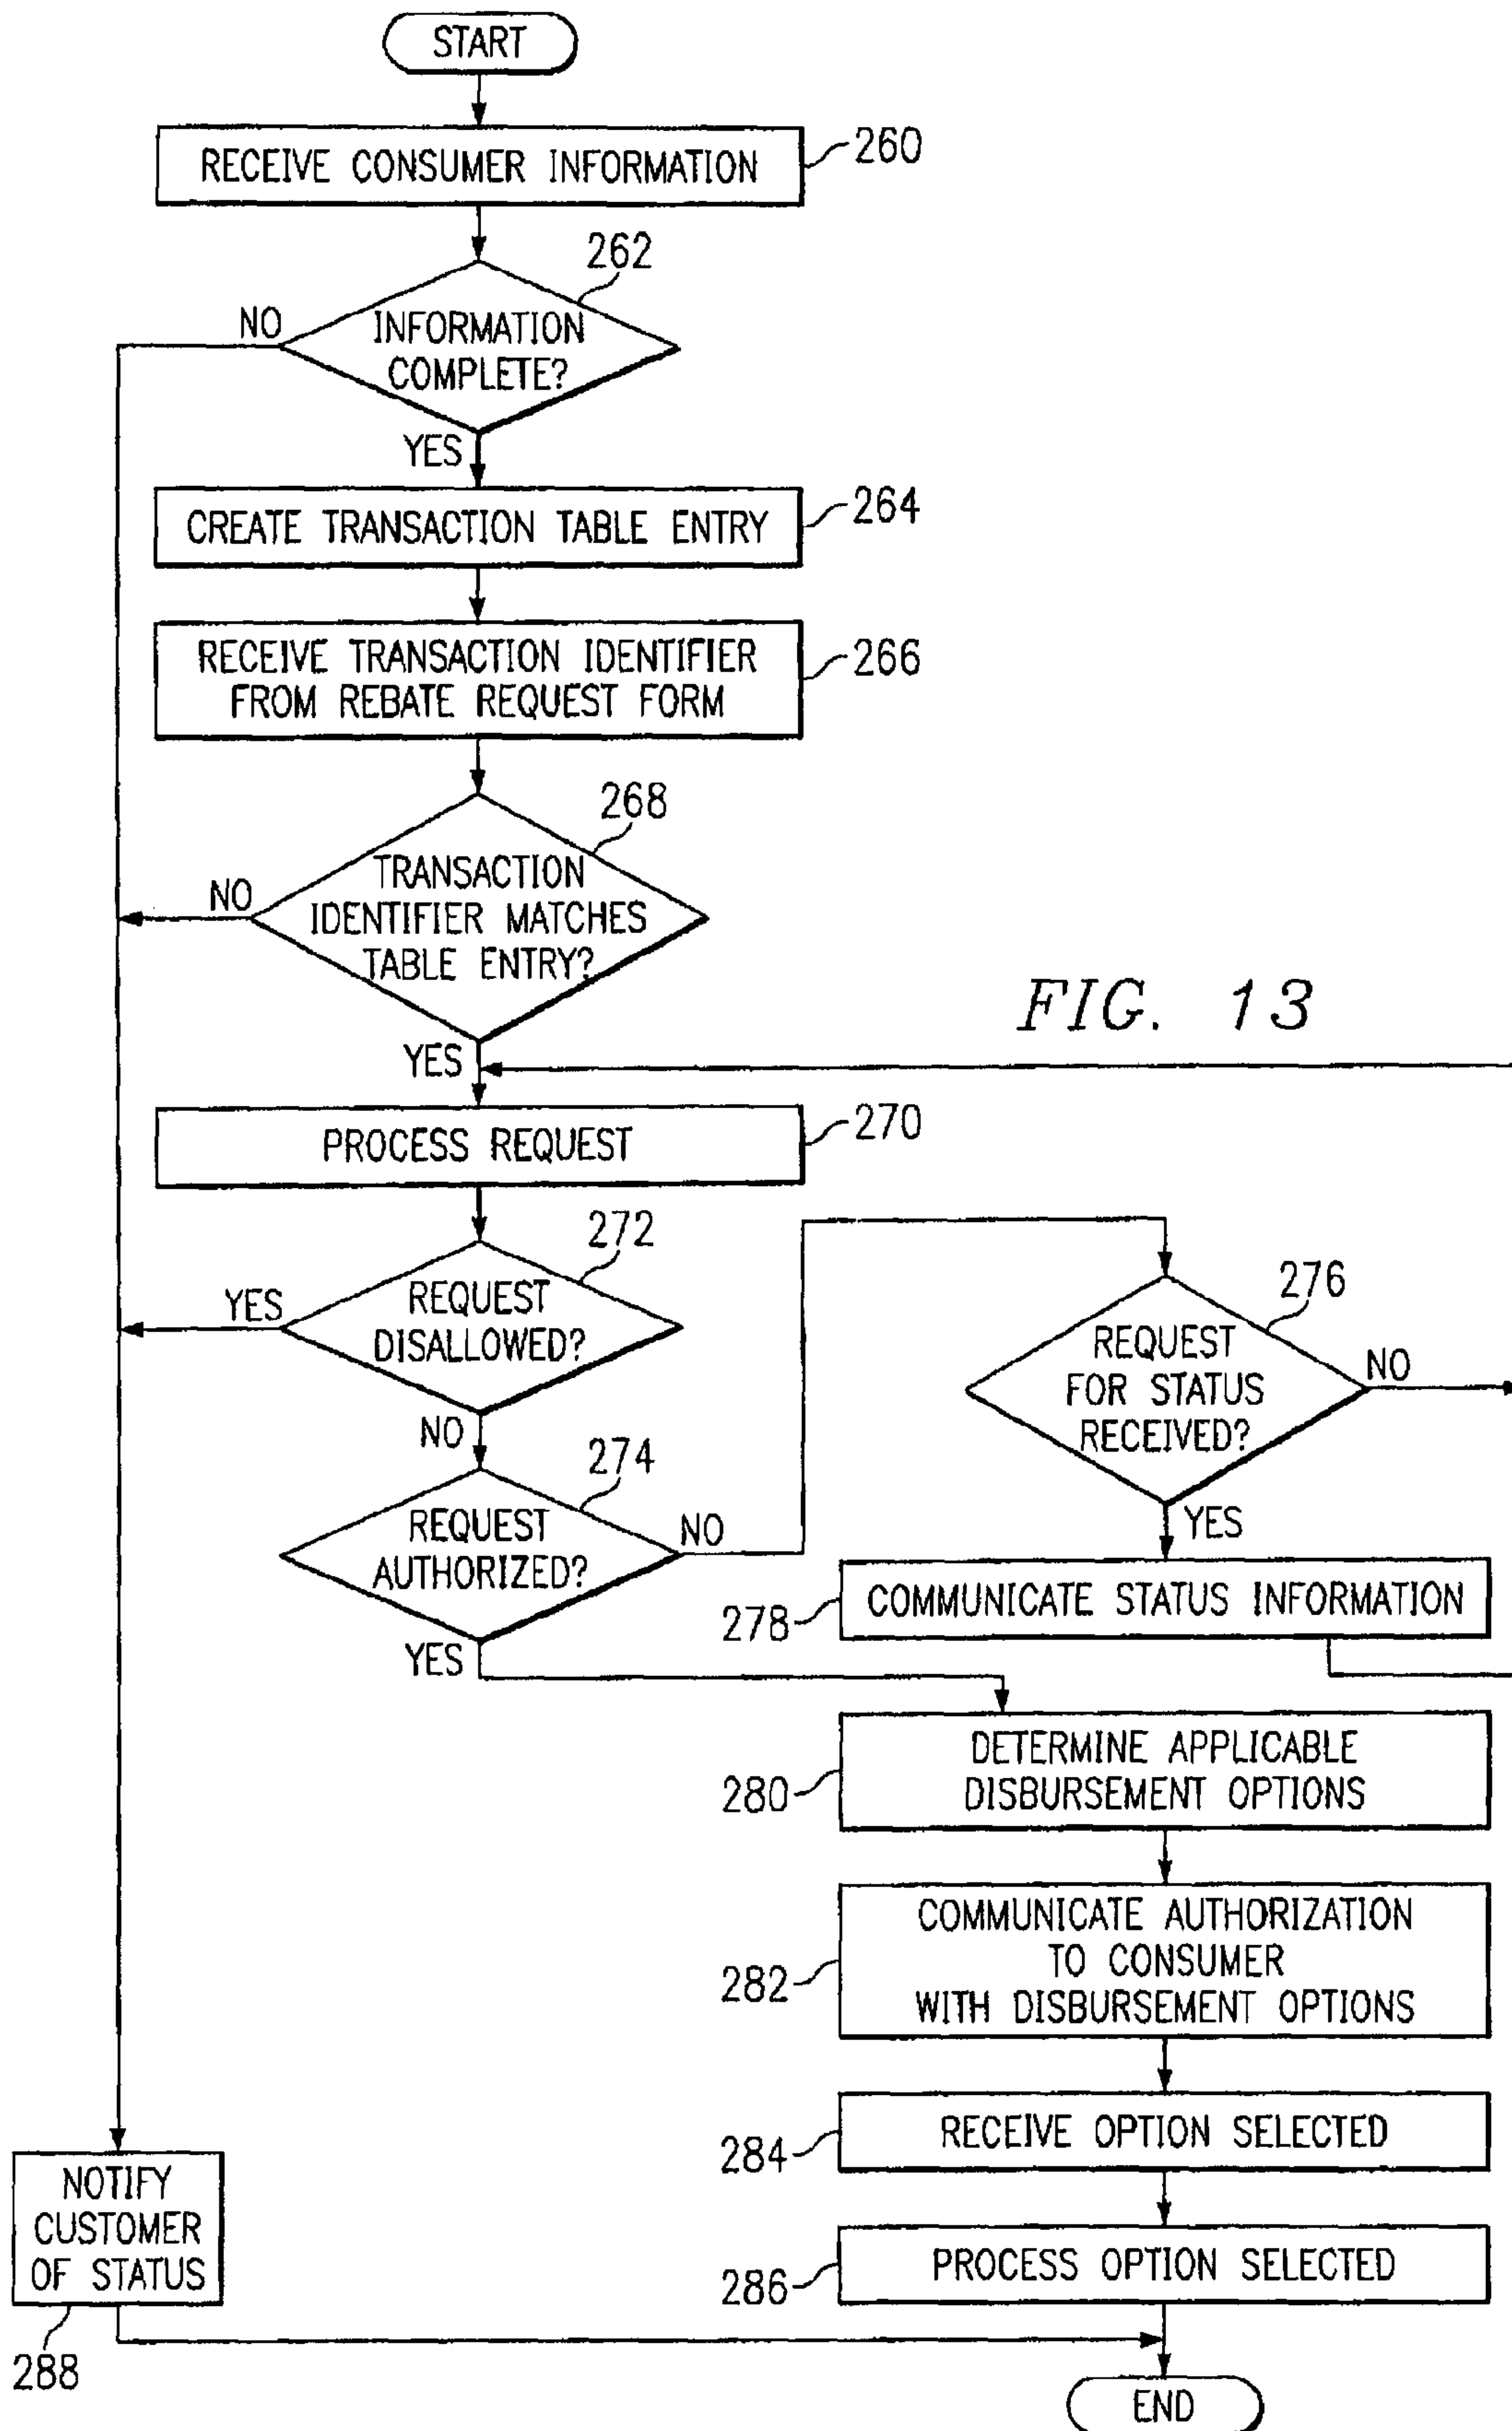 START
RECEIVE CONSUMER INFORMATION
260
262
NO
INFORMATION
COMPLETE?
YES
CREATE TRANSACTION TABLE ENTRY
264
RECEIVE TRANSACTION IDENTIFIER
FROM REBATE REQUEST FORM
266
268
NO
TRANSACTION
IDENTIFIER MATCHES
TABLE ENTRY?
FIG. 13
YES
PROCESS REQUEST
270
272
YES
REQUEST
DISALLOWED?
NO
274
REQUEST
AUTHORIZED?
NO
YES
276
REQUEST
FOR STATUS
RECEIVED?
NO
YES
278
COMMUNICATE STATUS INFORMATION
280
DETERMINE APPLICABLE
DISBURSEMENT OPTIONS
282
COMMUNICATE AUTHORIZATION
TO CONSUMER
WITH DISBURSEMENT OPTIONS
284
RECEIVE OPTION SELECTED
286
PROCESS OPTION SELECTED
NOTIFY
CUSTOMER
OF STATUS
288
END